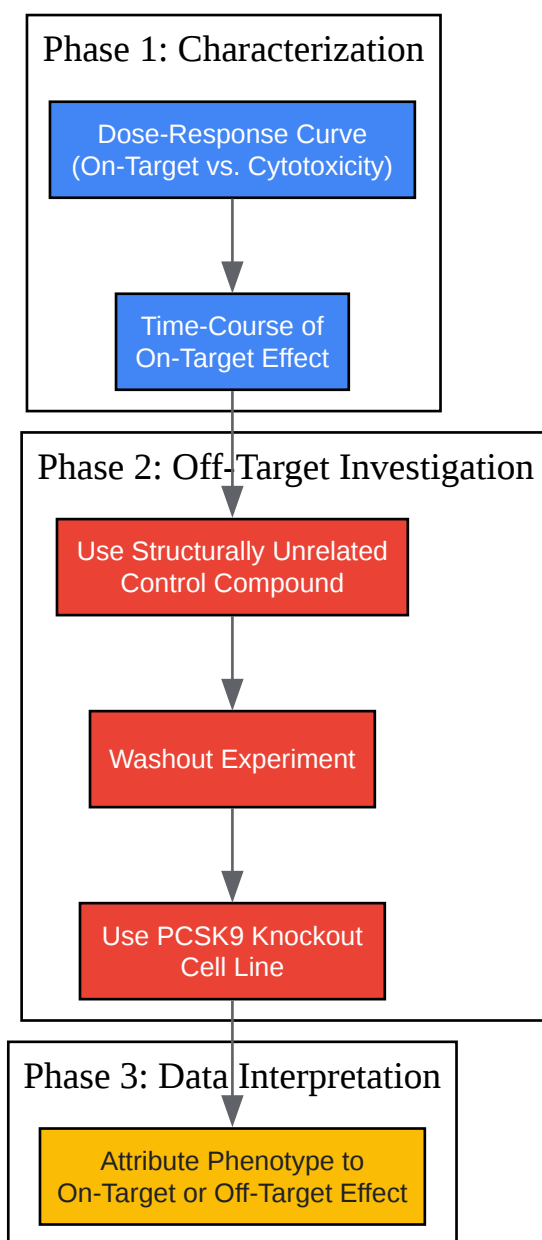 Phase 1: Characterization
Dose-Response Curve
(On-Target vs. Cytotoxicity)
Time-Course of
On-Target Effect
Phase 2: Off-Target Investigation
Use Structurally Unrelated
Control Compound
Washout Experiment
Use PCSK9 Knockout
Cell Line
Phase 3: Data Interpretation
Attribute Phenotype to
On-Target or Off-Target Effect